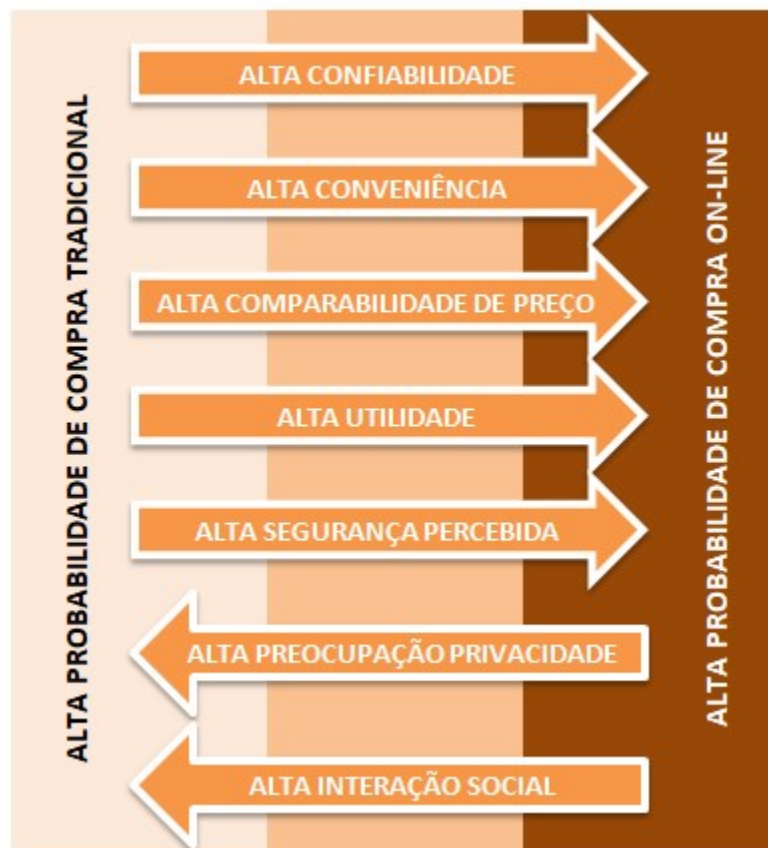 ALTA PROBABILIDADE DE COMPRA TRADICIONAL
ALTA CONFIABILIDADE
ALTA CONVENIÊNCIA
ALTA COMPARABILIDADE DE PREÇO
ALTA UTILIDADE
ALTA SEGURANÇA PERCEBIDA
ALTA PREOCUPAÇÃO PRIVACIDADE
ALTA INTERAÇÃO SOCIAL
ALTA PROBABILIDADE DE COMPRA ON-LINE